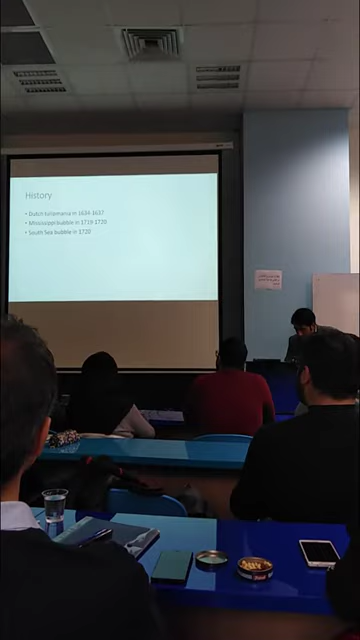 History
• Dutch tulipmania in 1634-1637
• Mississippi bubble in 1719-1720
• South Sea bubble in 1720